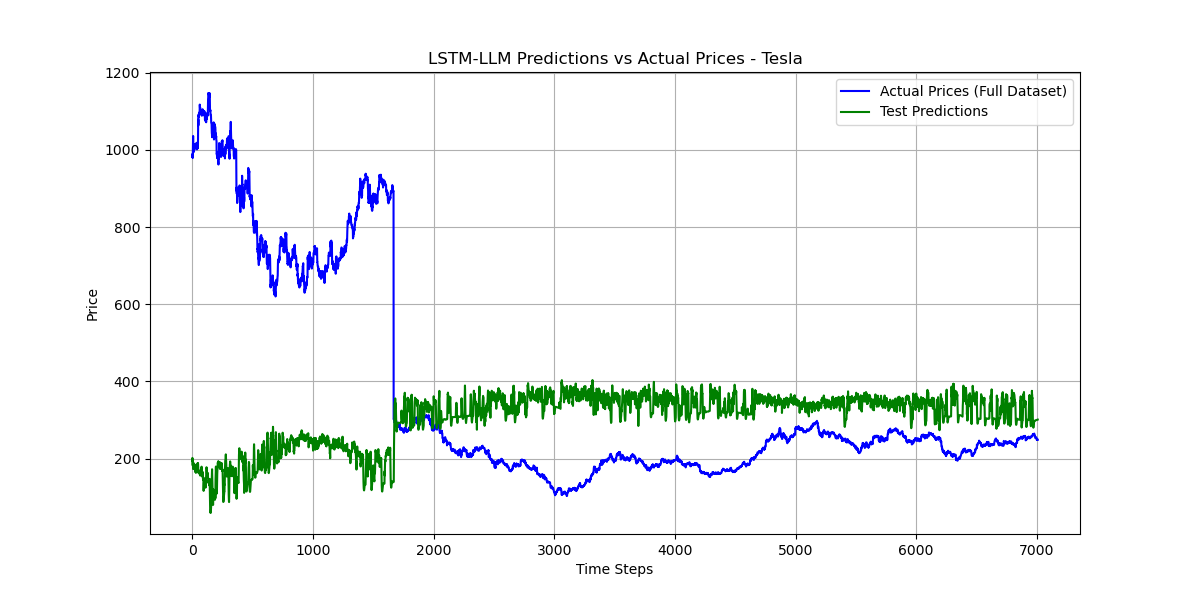 LSTM-LLM Predictions vs Actual Prices - Tesla
Actual Prices (Full Dataset)
Test Predictions
Price
1200
1000
800
600
400
200
0 1000 2000 3000 4000 5000 6000 7000
Time Steps